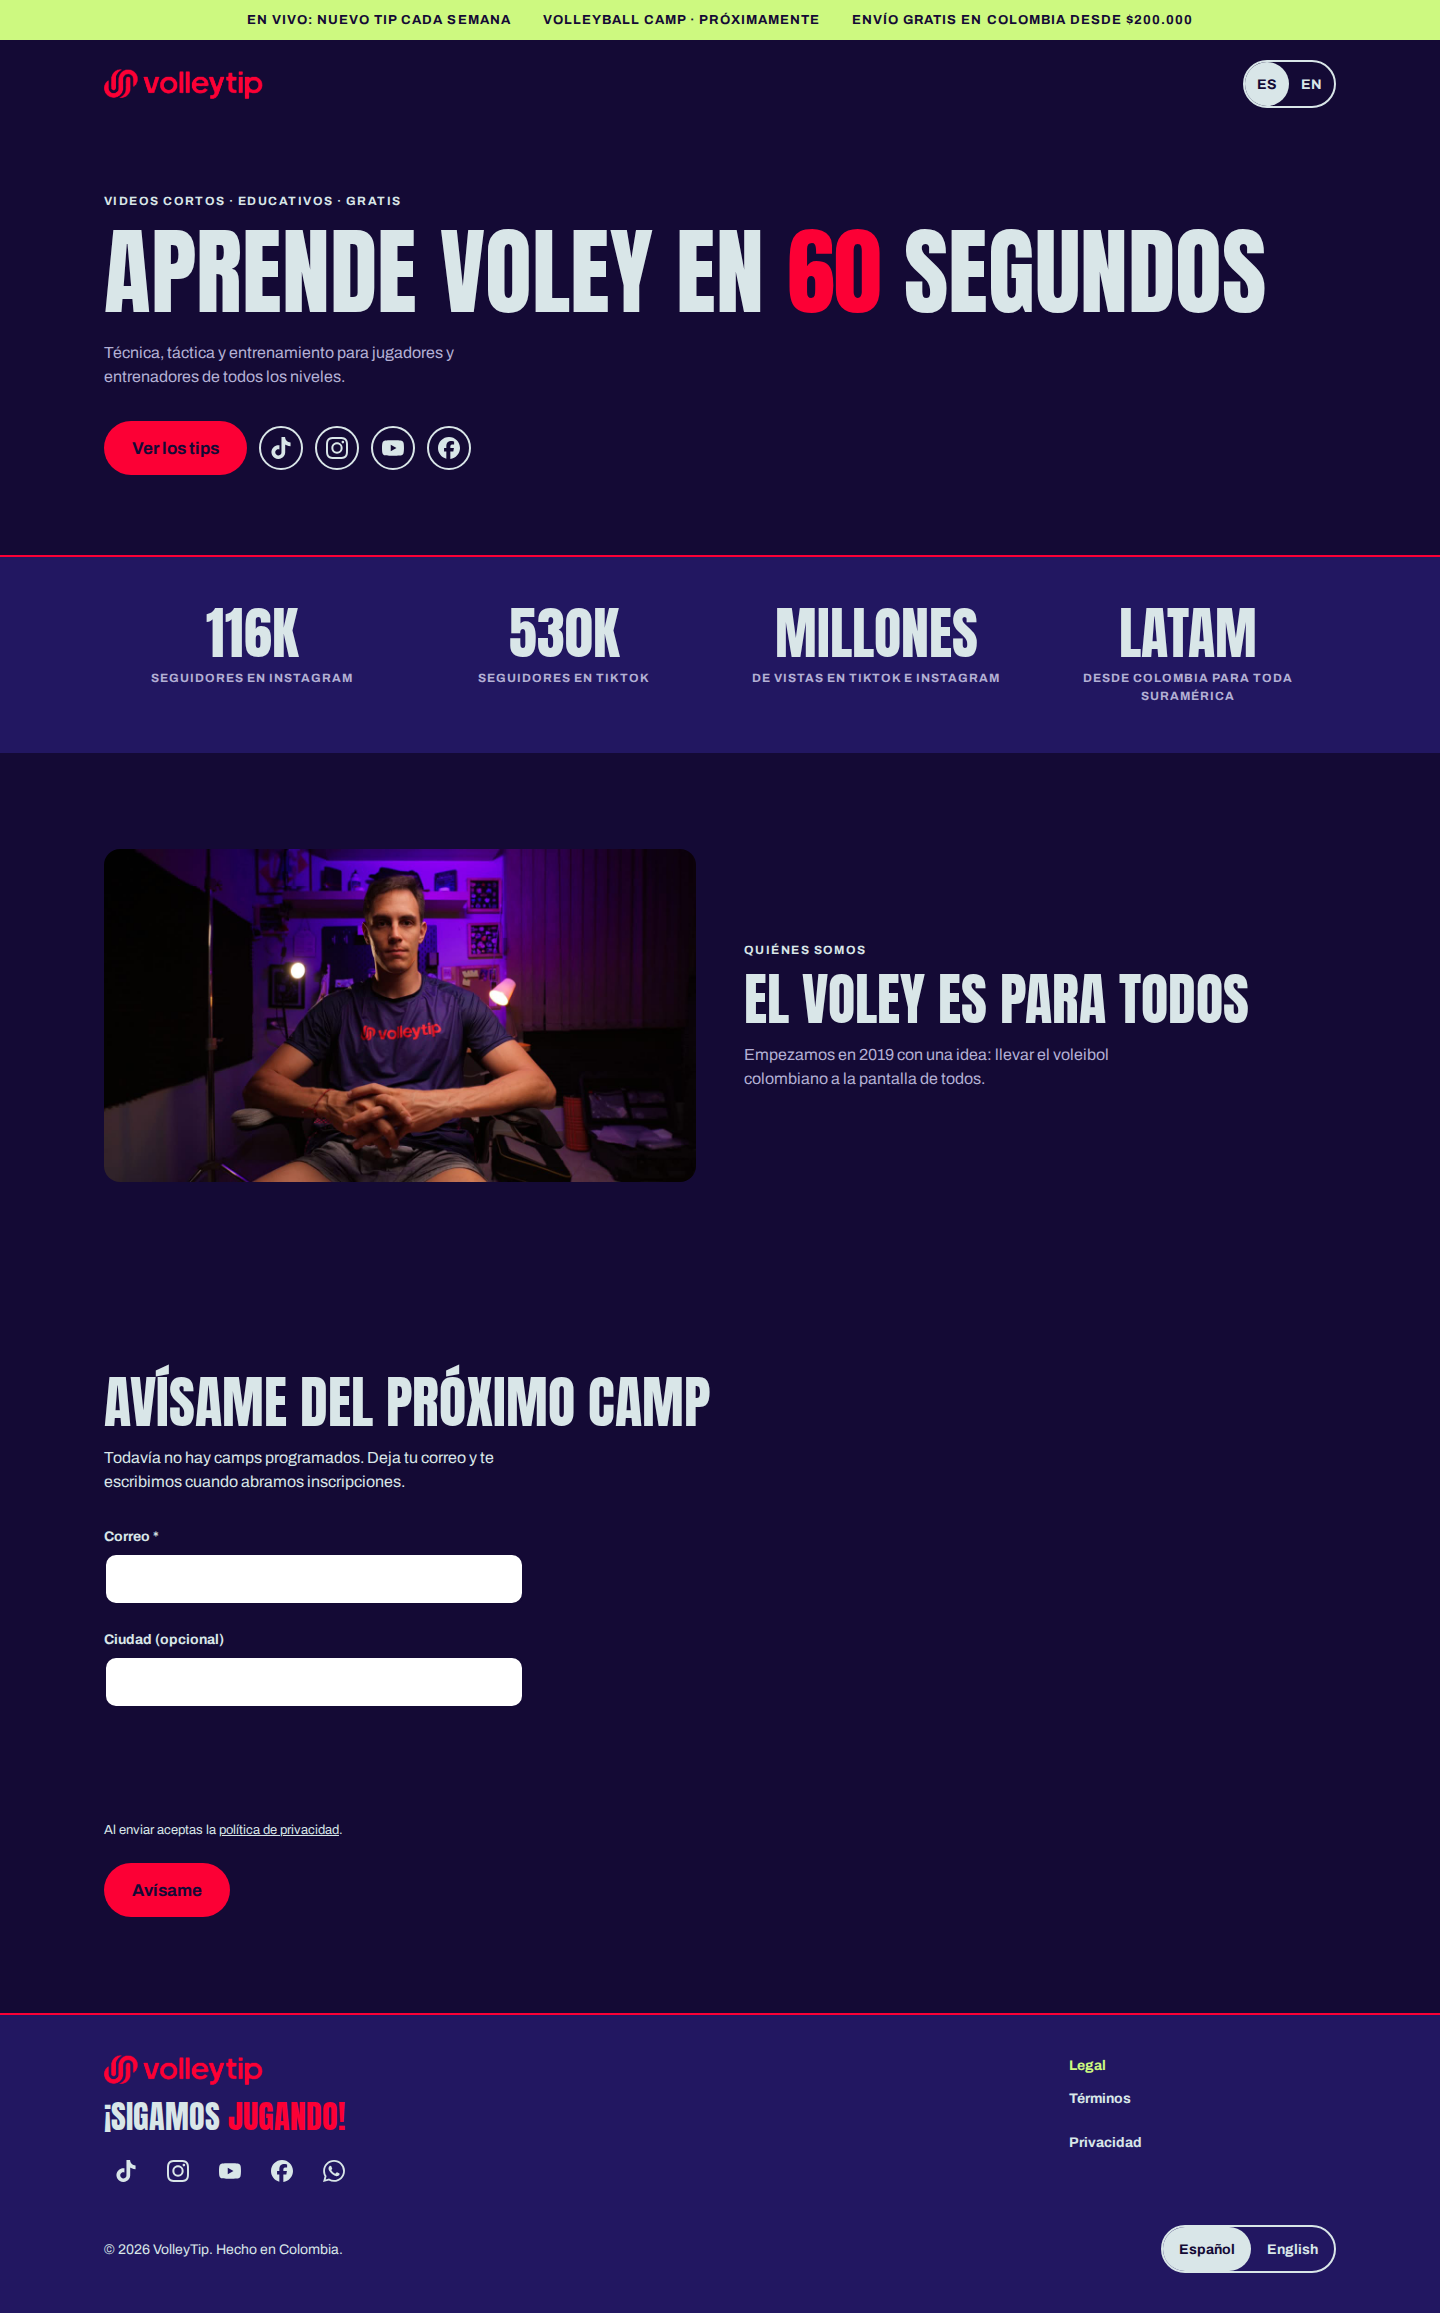 EN VIVO: NUEVO TIP CADA SEMANA VOLLEYBALL CAMP · PRÓXIMAMENTE ENVÍO GRATIS EN COLOMBIA DESDE $200.000
volleytip
ES EN
VIDEOS CORTOS · EDUCATIVOS · GRATIS
APRENDE VOLEY EN 60 SEGUNDOS
Técnica, táctica y entrenamiento para jugadores y
entrenadores de todos los niveles.
Ver los tips
116K
SEGUIDORES EN INSTAGRAM
530K
SEGUIDORES EN TIKTOK
MILLONES
DE VISTAS EN TIKTOK E INSTAGRAM
LATAM
DESDE COLOMBIA PARA TODA
SURAMÉRICA
volleytip
QUIÉNES SOMOS
EL VOLEY ES PARA TODOS
Empezamos en 2019 con una idea: llevar el voleibol
colombiano a la pantalla de todos.
AVÍSAME DEL PRÓXIMO CAMP
Todavía no hay camps programados. Deja tu correo y te
escribimos cuando abramos inscripciones.
Correo *
Ciudad (opcional)
Al enviar aceptas la política de privacidad.
Avísame
volleytip
¡SIGAMOS JUGANDO!
Legal
Términos
Privacidad
© 2026 VolleyTip. Hecho en Colombia.
Español English